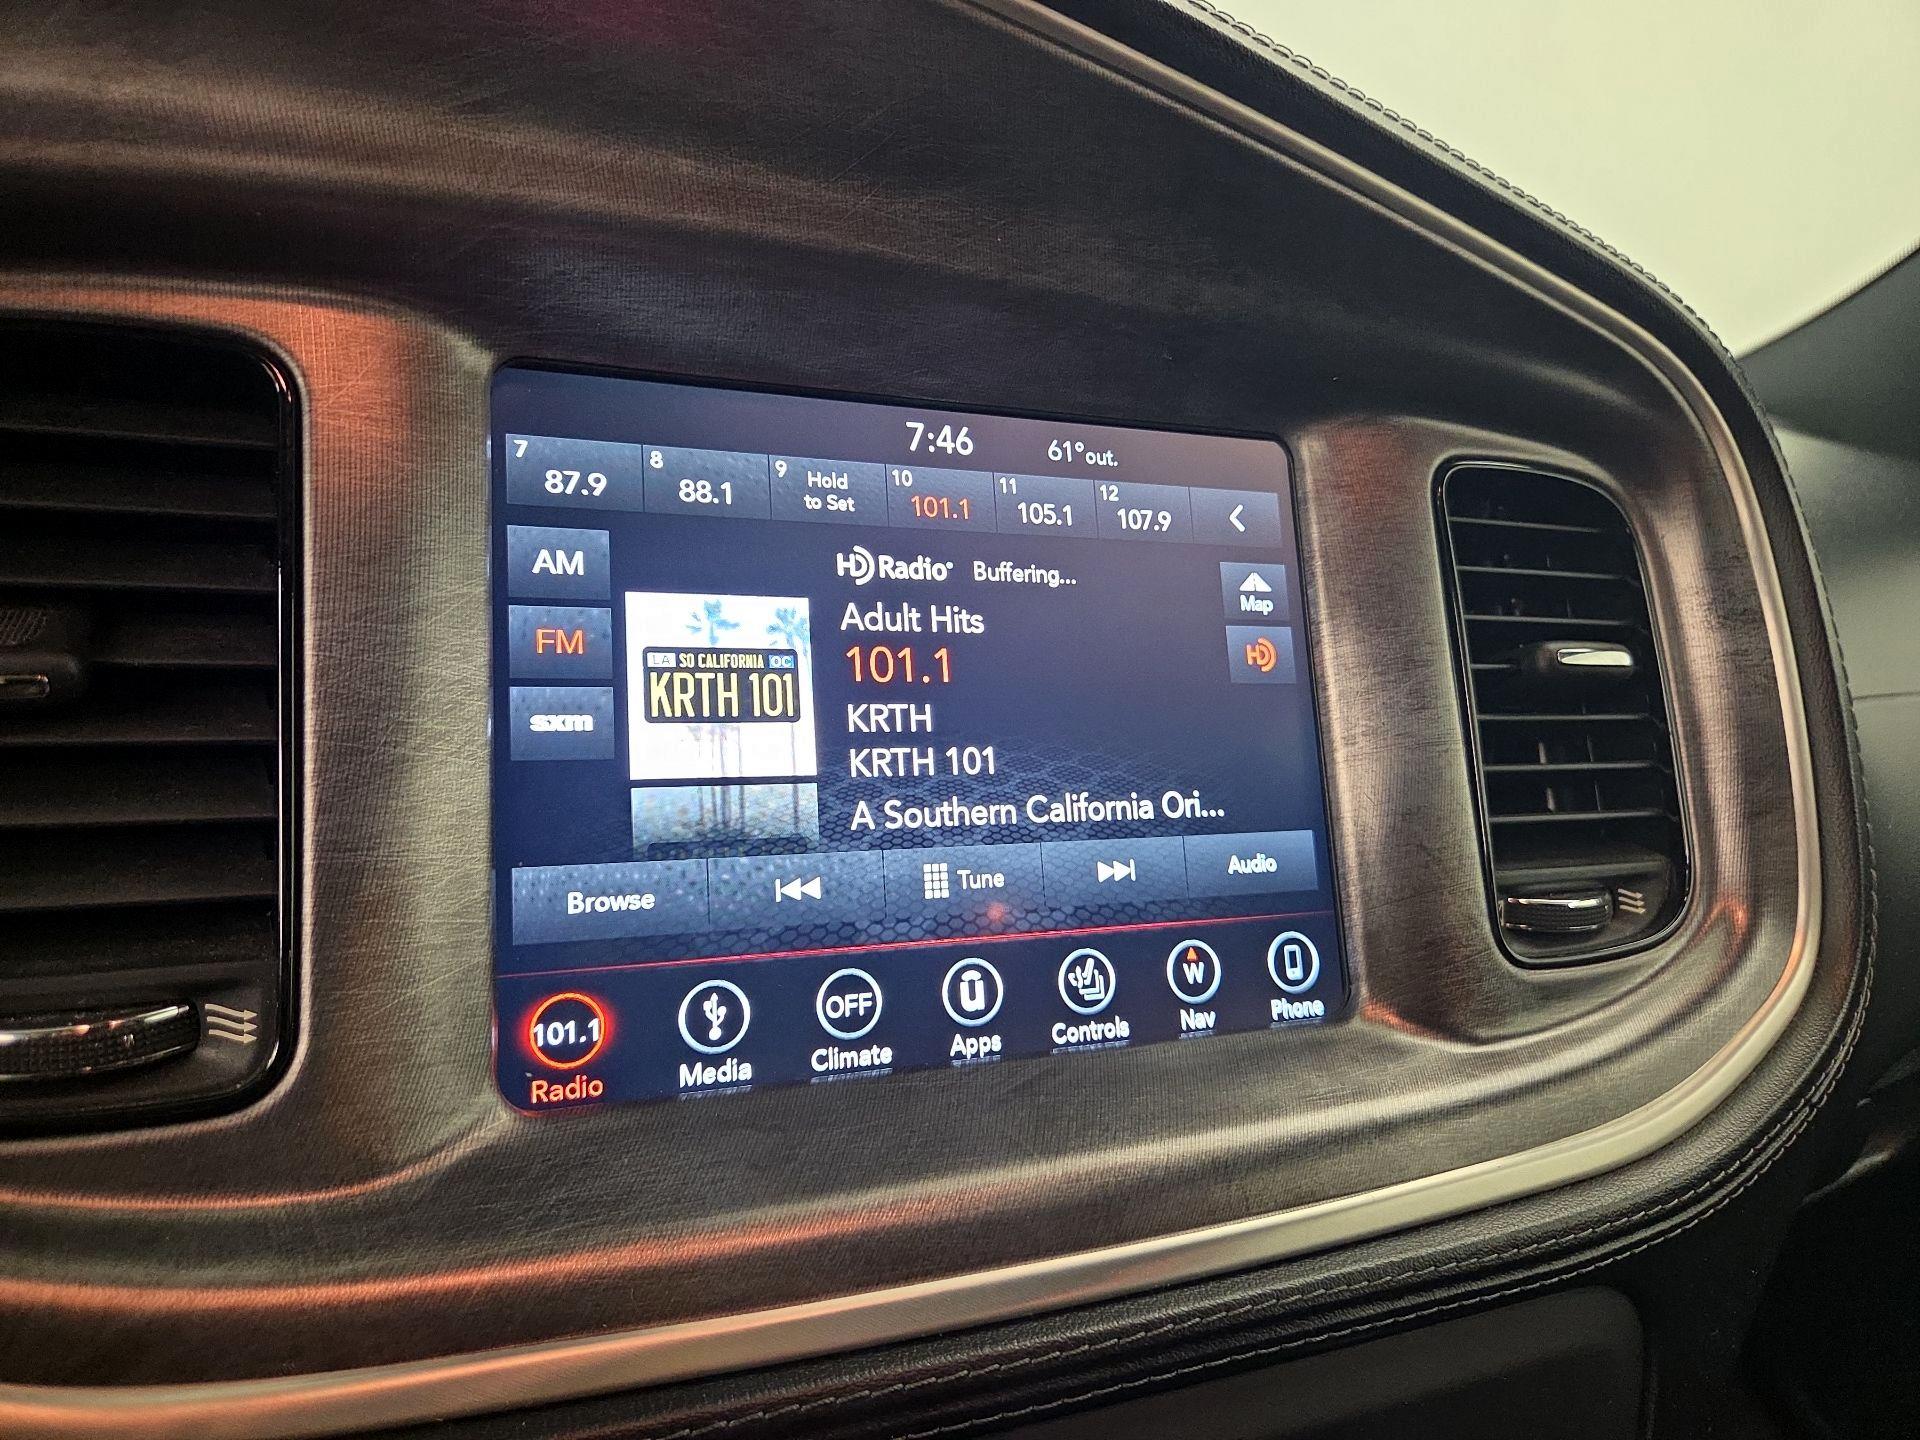 7:46 61°out.
7 87.9
8 88.1
9 Hold
to Set
10 101.1
11 105.1
12 107.9
AM
FM
sxm
LA SO CALIFORNIA OC
KRTH 101
HD Radio Buffering...
Adult Hits
101.1
KRTH
KRTH 101
A Southern California Ori...
Map
HD
Browse Tune Audio
101.1 OFF u W
Radio Media Climate Apps Controls Nav Phone